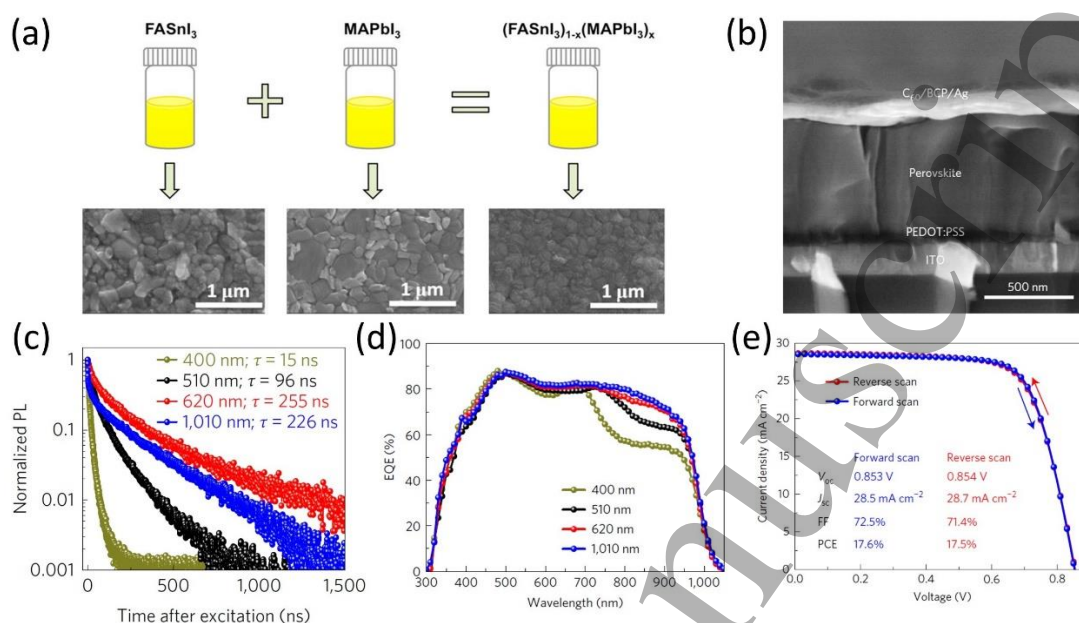 (a)
FASnI₃
MAPbI₃
(FASnI₃)₁₋ₓ(MAPbI₃)ₓ
1 μm
1 μm
1 μm
(b)
C₆₀/BCP/Ag
Perovskite
PEDOT:PSS
ITO
500 nm
(c)
400 nm; τ = 15 ns
510 nm; τ = 96 ns
620 nm; τ = 255 ns
1,010 nm; τ = 226 ns
Normalized PL
1
0.1
0.01
0.001
0 500 1,000 1,500
Time after excitation (ns)
(d)
EQE (%)
100
80
60
40
20
0
400 nm
510 nm
620 nm
1,010 nm
300 400 500 600 700 800 900 1,000
Wavelength (nm)
(e)
Current density (mA cm⁻²)
30
25
20
15
10
5
0
Reverse scan
Forward scan
Forward scan Reverse scan
Voc 0.853 V 0.854 V
Jsc 28.5 mA cm⁻² 28.7 mA cm⁻²
FF 72.5% 71.4%
PCE 17.6% 17.5%
0.0 0.2 0.4 0.6 0.8
Voltage (V)